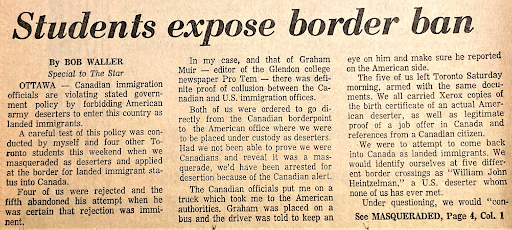 Students expose border ban
By BOB WALLER
Special to The Star
OTTAWA — Canadian immigration
officials are violating stated govern-
ment policy by forbidding American
army deserters to enter this country as
landed immigrants.
A careful test of this policy was con-
ducted by myself and four other To-
ronto students this weekend when we
masqueraded as deserters and applied
at the border for landed immigrant sta-
tus into Canada.
Four of us were rejected and the
fifth abandoned his attempt when he
was certain that rejection was immi-
nent.
In my case, and that of Graham
Muir — editor of the Glendon college
newspaper Pro Tem — there was defi-
nite proof of collusion between the Ca-
nadian and U.S. immigration offices.
Both of us were ordered to go di-
rectly from the Canadian borderpoint
to the American office where we were
to be placed under custody as deserters.
Had we not been able to prove we were
Canadians and reveal it was a mas-
querade, we'd have been arrested for
desertion because of the Canadian alert.
The Canadian officials put me on a
truck which took me to the American
authorities. Graham was placed on a
bus and the driver was told to keep an
eye on him and make sure he reported
on the American side.
The five of us left Toronto Saturday
morning, armed with the same docu-
ments. We all carried Xerox copies of
the birth certificate of an actual Amer-
ican deserter, as well as legitimate
proof of a job offer in Canada and
references from a Canadian citizen.
We were to attempt to come back
into Canada as landed immigrants. We
would identify ourselves at five differ-
ent border crossings as "William John
Heintzelman," a U.S. deserter whom
none of us has ever met.
Under questioning, we would "con-
See MASQUERADED, Page 4, Col. 1